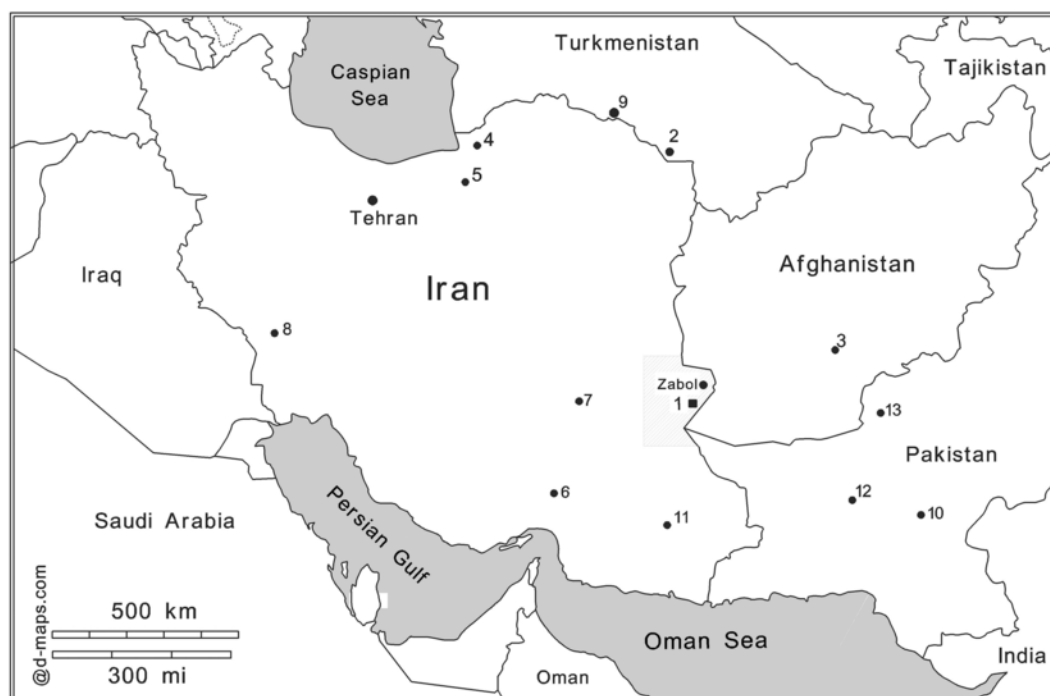 Turkmenistan
Tajikistan
Caspian
Sea
9
2
4
5
Tehran
Iraq
Iran
Afghanistan
8
3
Zabol
1
7
13
Pakistan
6
12
10
11
Saudi Arabia
Persian Gulf
@d-maps.com
500 km
300 mi
Oman Sea
Oman
India